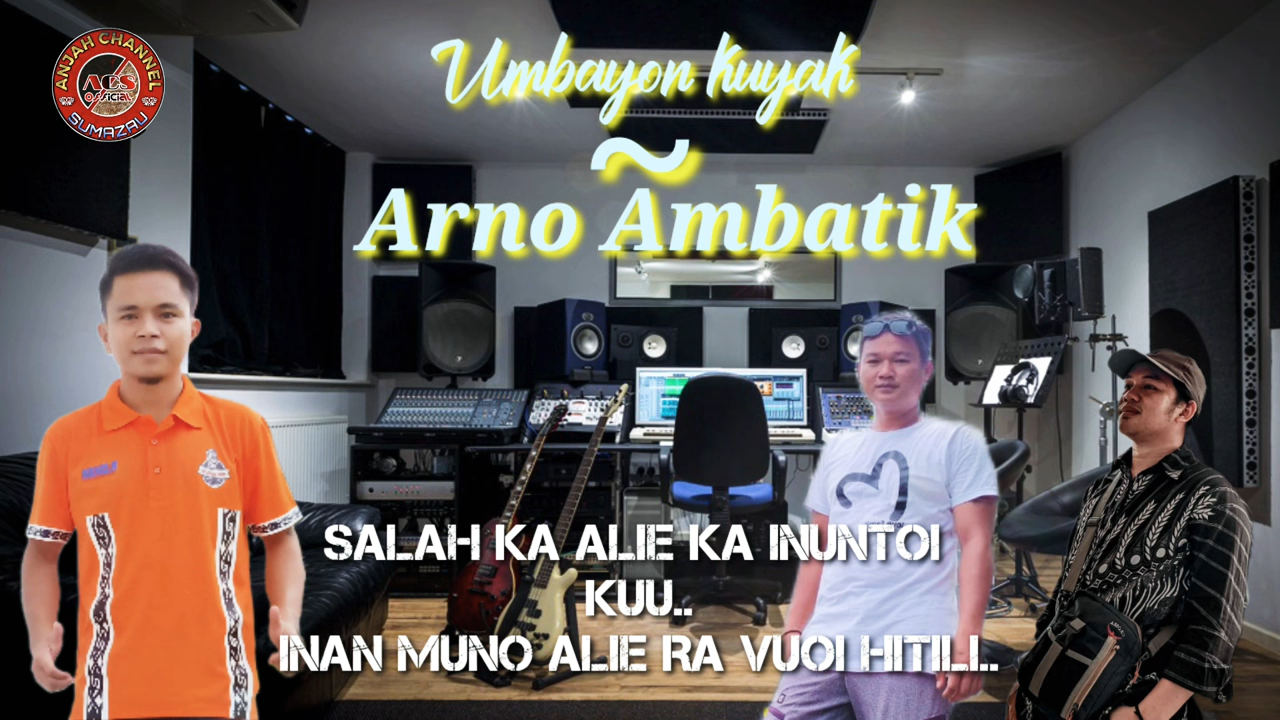 ANJAH CHANNEL
ACS
OFFICIAL
SUMAZAU
Umbayon kuyak
~
Arno Ambatik
SALAH KA ALIE KA INUNTOI
KUU..
INAN MUNO ALIE RA VUOI HITILI..